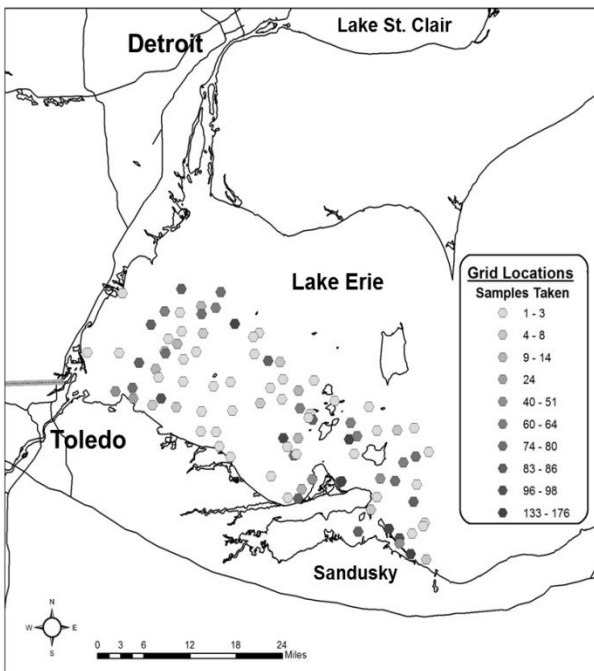 Detroit
Lake St. Clair
Lake Erie
Grid Locations
Samples Taken
1 - 3
4 - 8
9 - 14
24
40 - 51
60 - 64
74 - 80
83 - 86
96 - 98
133 - 176
Toledo
Sandusky
N
W E
S
0 3 6 12 18 24
Miles